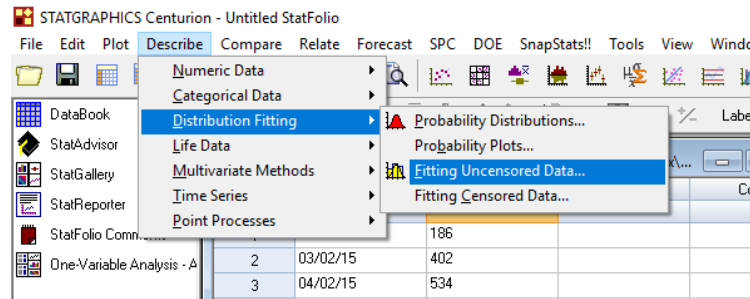 STATGRAPHICS Centurion - Untitled StatFolio
File Edit Plot Describe Compare Relate Forecast SPC DOE SnapStats!! Tools View
Numeric Data
Categorical Data
Distribution Fitting
Life Data
Multivariate Methods
Time Series
Point Processes
Probability Distributions...
Probability Plots...
Fitting Uncensored Data...
Fitting Censored Data...
DataBook
StatAdvisor
StatGallery
StatReporter
StatFolio
One-Variable Analysis - A
186
2 03/02/15 402
3 04/02/15 534